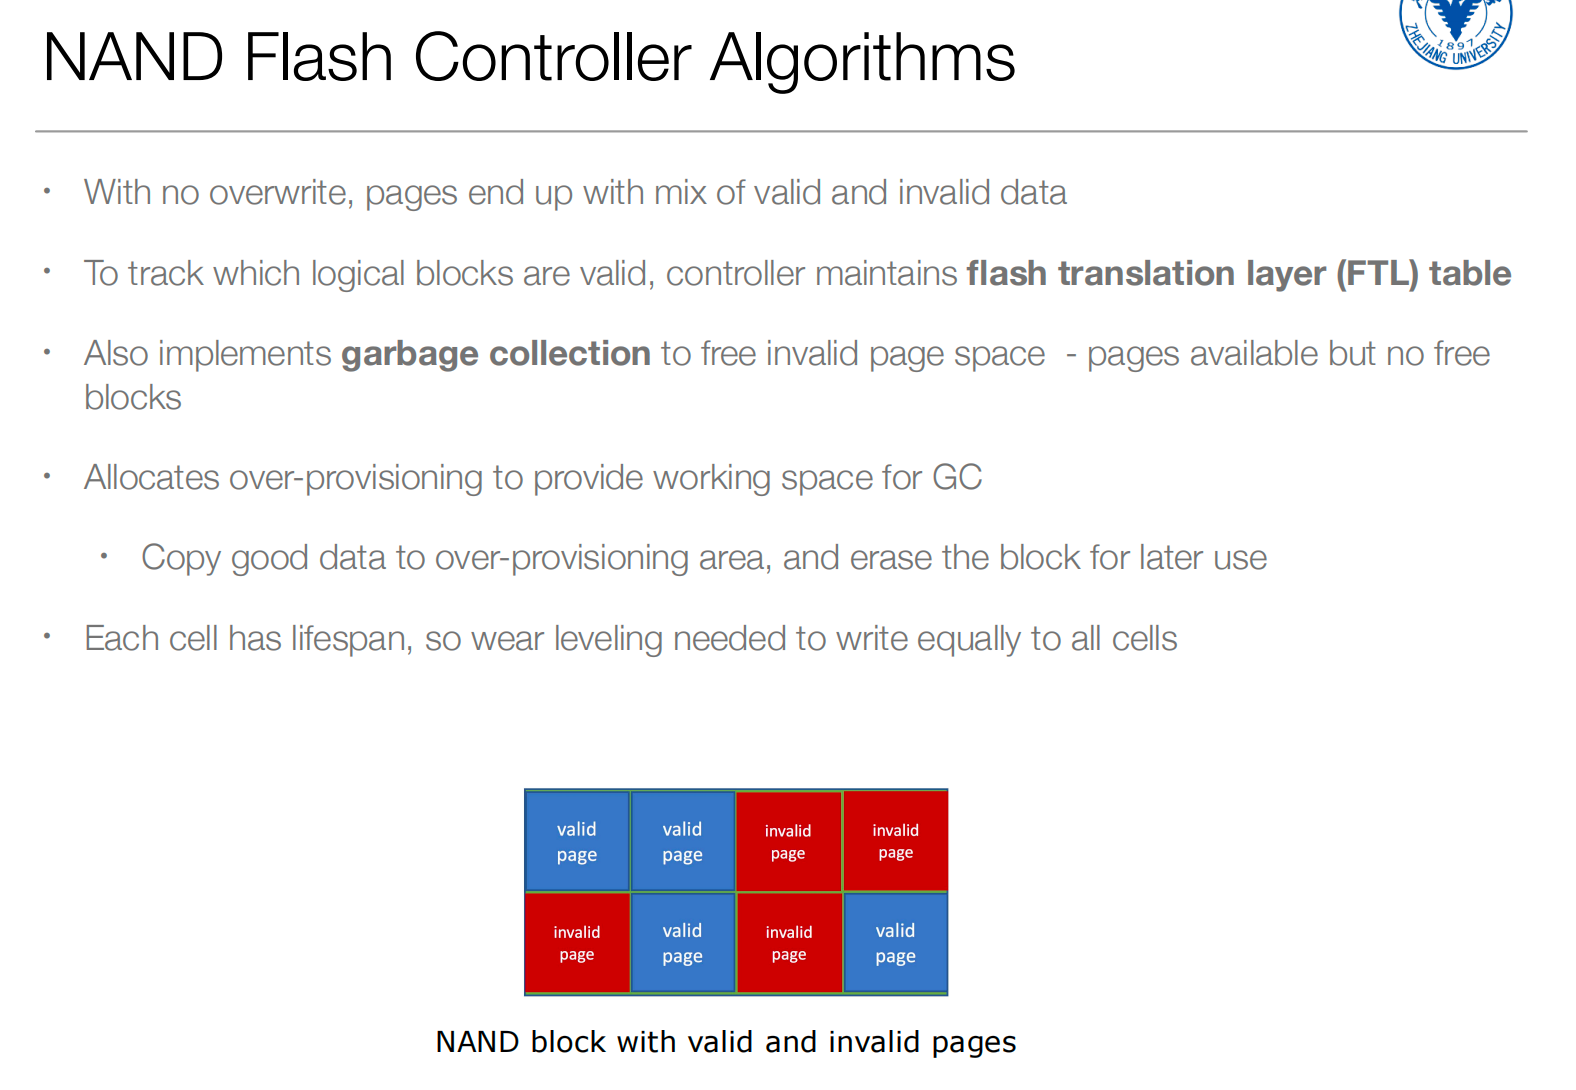 NAND Flash Controller Algorithms
ZHEJIANG UNIVERSITY
1897
• With no overwrite, pages end up with mix of valid and invalid data
• To track which logical blocks are valid, controller maintains flash translation layer (FTL) table
• Also implements garbage collection to free invalid page space - pages available but no free
blocks
• Allocates over-provisioning to provide working space for GC
• Copy good data to over-provisioning area, and erase the block for later use
• Each cell has lifespan, so wear leveling needed to write equally to all cells
valid page
valid page
invalid page
invalid page
invalid page
valid page
invalid page
valid page
NAND block with valid and invalid pages